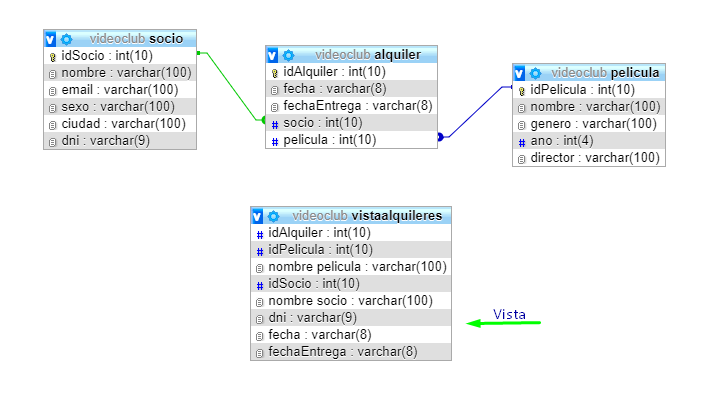 videoclub socio
idSocio : int(10)
nombre : varchar(100)
email : varchar(100)
sexo : varchar(100)
ciudad : varchar(100)
dni : varchar(9)
videoclub alquiler
idAlquiler : int(10)
fecha : varchar(8)
fechaEntrega : varchar(8)
# socio : int(10)
# pelicula : int(10)
videoclub pelicula
idPelicula : int(10)
nombre : varchar(100)
genero : varchar(100)
# ano : int(4)
director : varchar(100)
videoclub vistaalquileres
# idAlquiler : int(10)
# idPelicula : int(10)
nombre pelicula : varchar(100)
# idSocio : int(10)
nombre socio : varchar(100)
dni : varchar(9)
fecha : varchar(8)
fechaEntrega : varchar(8)
Vista